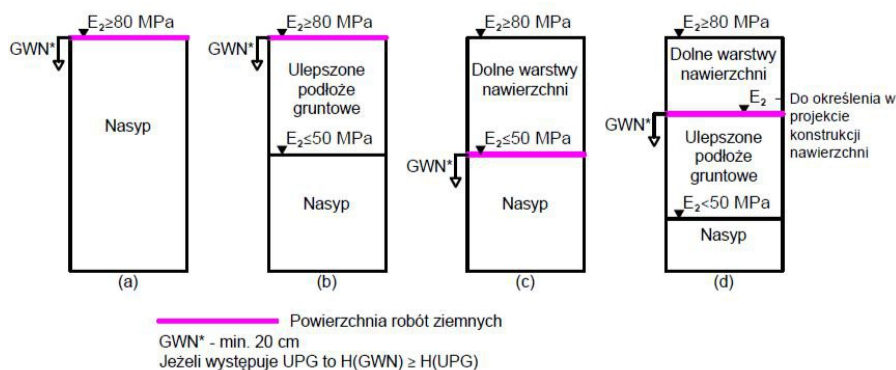 E₂≥80 MPa
GWN*
Nasyp
(a)
E₂≥80 MPa
GWN*
Ulepszone
podłoże
gruntowe
E₂≤50 MPa
Nasyp
(b)
E₂≥80 MPa
Dolne warstwy
nawierzchni
E₂≤50 MPa
GWN*
Nasyp
(c)
E₂≥80 MPa
Dolne warstwy
nawierzchni
E₂ - Do określenia w
projekcie
konstrukcji
nawierzchni
GWN*
Ulepszone
podłoże
gruntowe
E₂<50 MPa
Nasyp
(d)
Powierzchnia robót ziemnych
GWN* - min. 20 cm
Jeżeli występuje UPG to H(GWN) ≥ H(UPG)